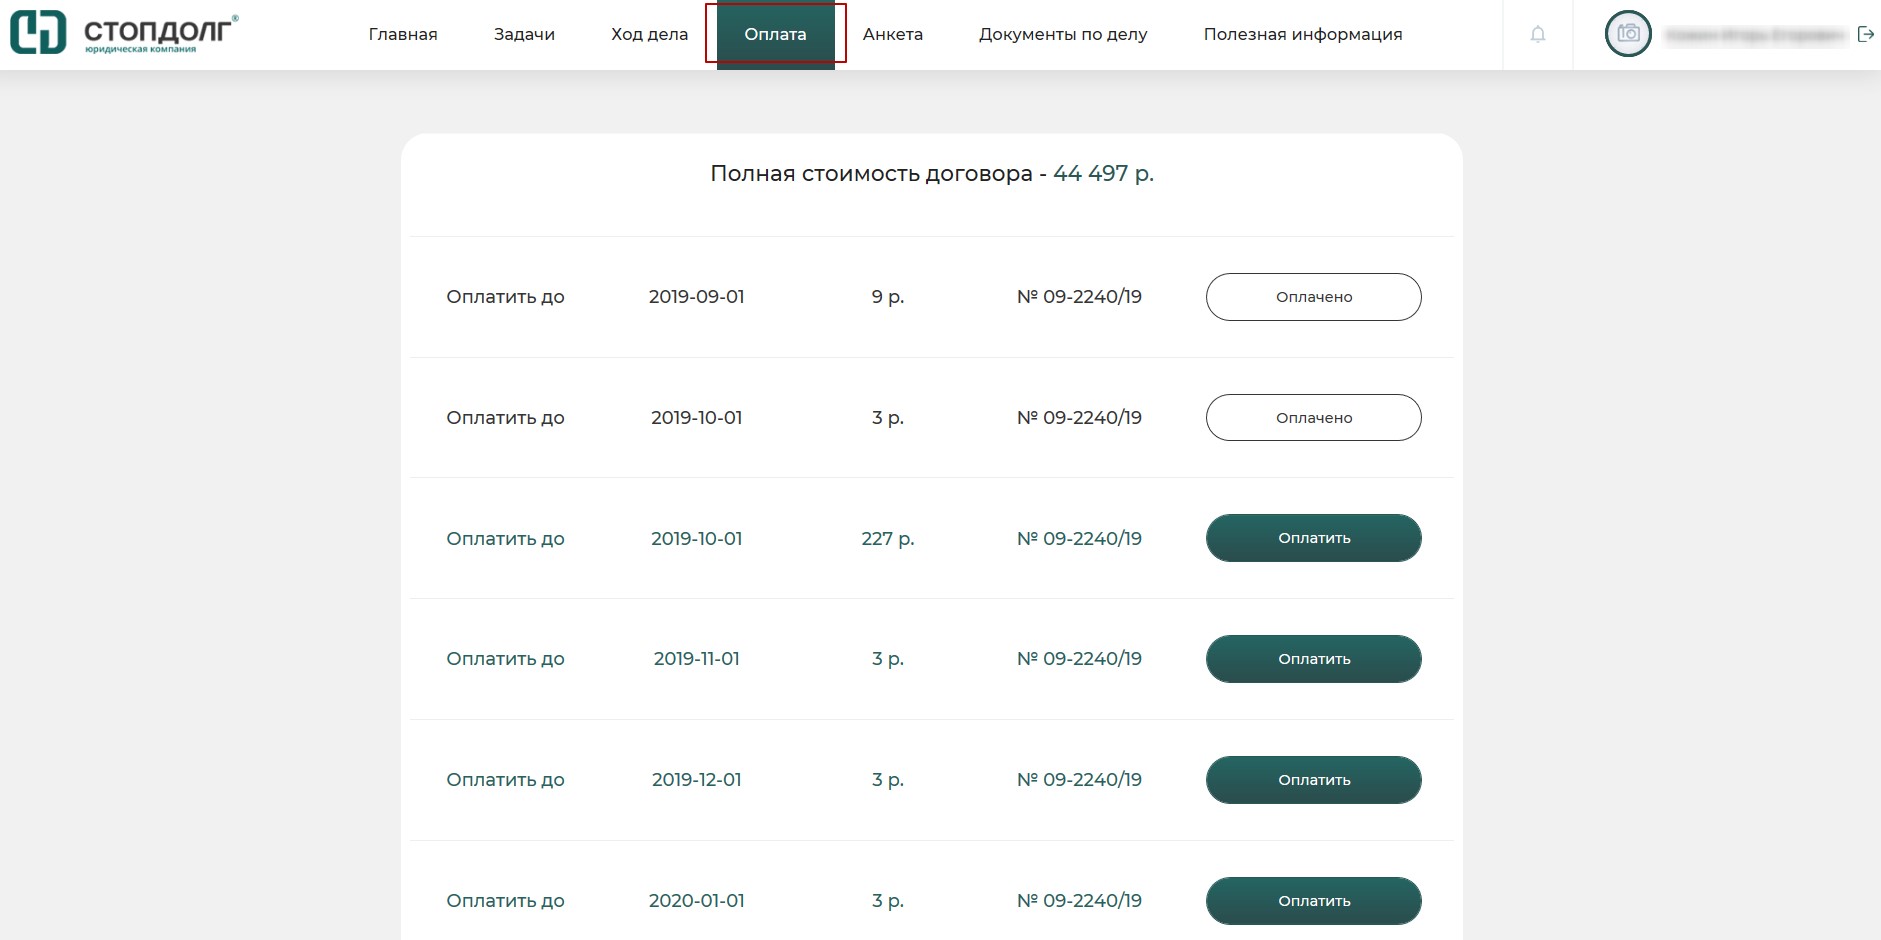 СТОПДОЛГ®
юридическая компания
Главная Задачи Ход дела Оплата Анкета Документы по делу Полезная информация
Полная стоимость договора - 44 497 р.
Оплатить до 2019-09-01 9 р. № 09-2240/19 Оплачено
Оплатить до 2019-10-01 3 р. № 09-2240/19 Оплачено
Оплатить до 2019-10-01 227 р. № 09-2240/19 Оплатить
Оплатить до 2019-11-01 3 р. № 09-2240/19 Оплатить
Оплатить до 2019-12-01 3 р. № 09-2240/19 Оплатить
Оплатить до 2020-01-01 3 р. № 09-2240/19 Оплатить